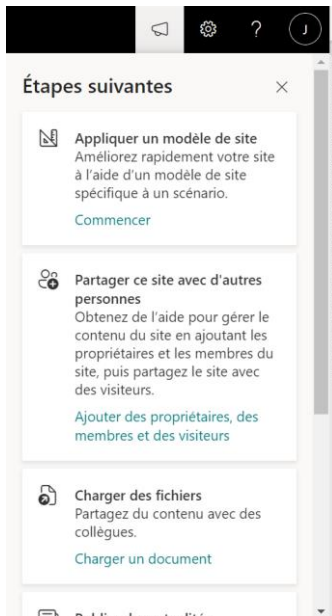 J
Étapes suivantes
Appliquer un modèle de site
Améliorez rapidement votre site
à l'aide d'un modèle de site
spécifique à un scénario.
Commencer
Partager ce site avec d'autres
personnes
Obtenez de l'aide pour gérer le
contenu du site en ajoutant les
propriétaires et les membres du
site, puis partagez le site avec
des visiteurs.
Ajouter des propriétaires, des
membres et des visiteurs
Charger des fichiers
Partagez du contenu avec des
collègues.
Charger un document